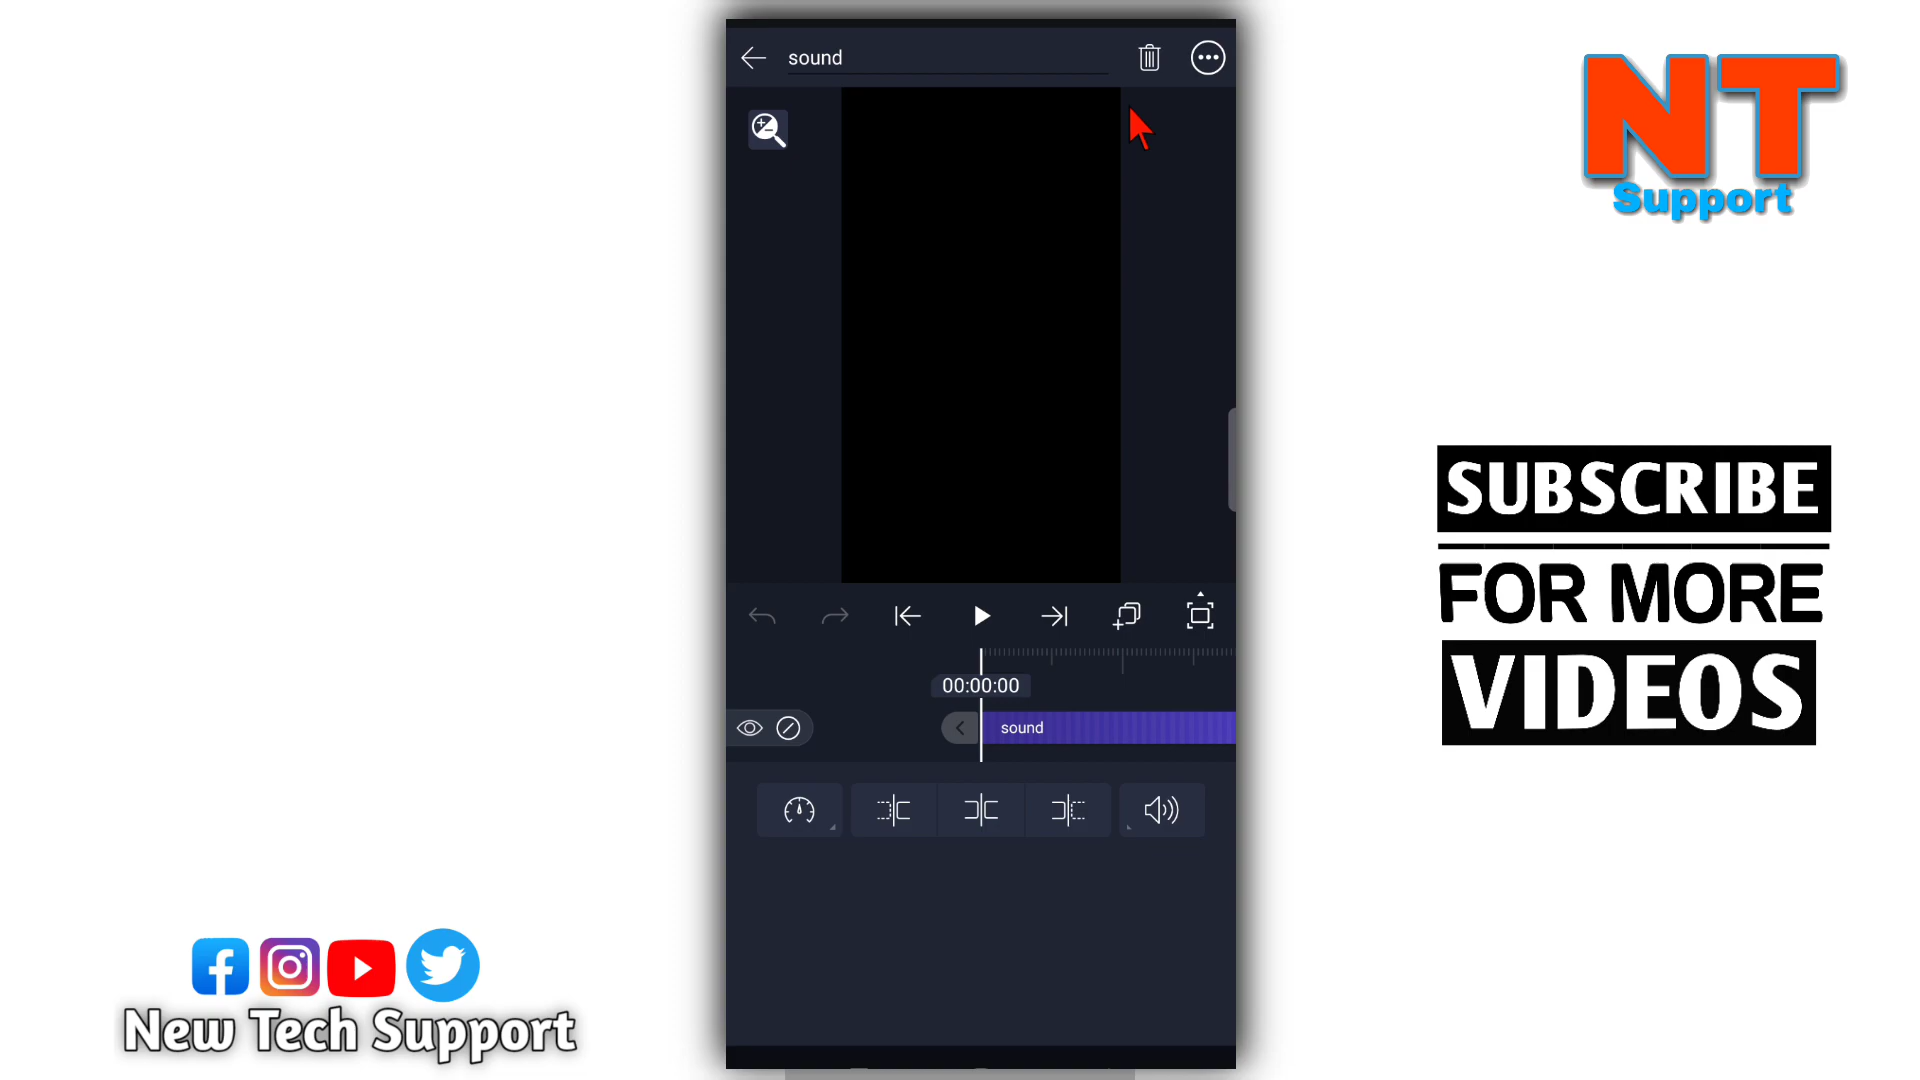 sound
NT
Support
00:00:00
sound
SUBSCRIBE
FOR MORE
VIDEOS
New Tech Support